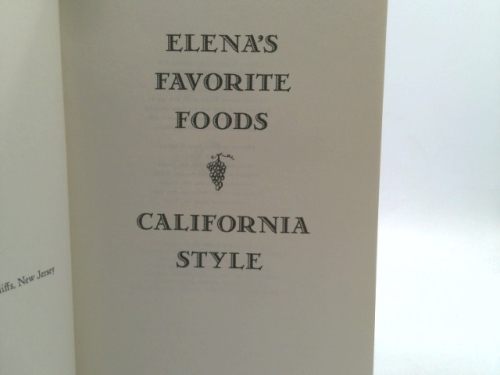 iffs, New Jersey
ELENA'S
FAVORITE
FOODS
CALIFORNIA
STYLE